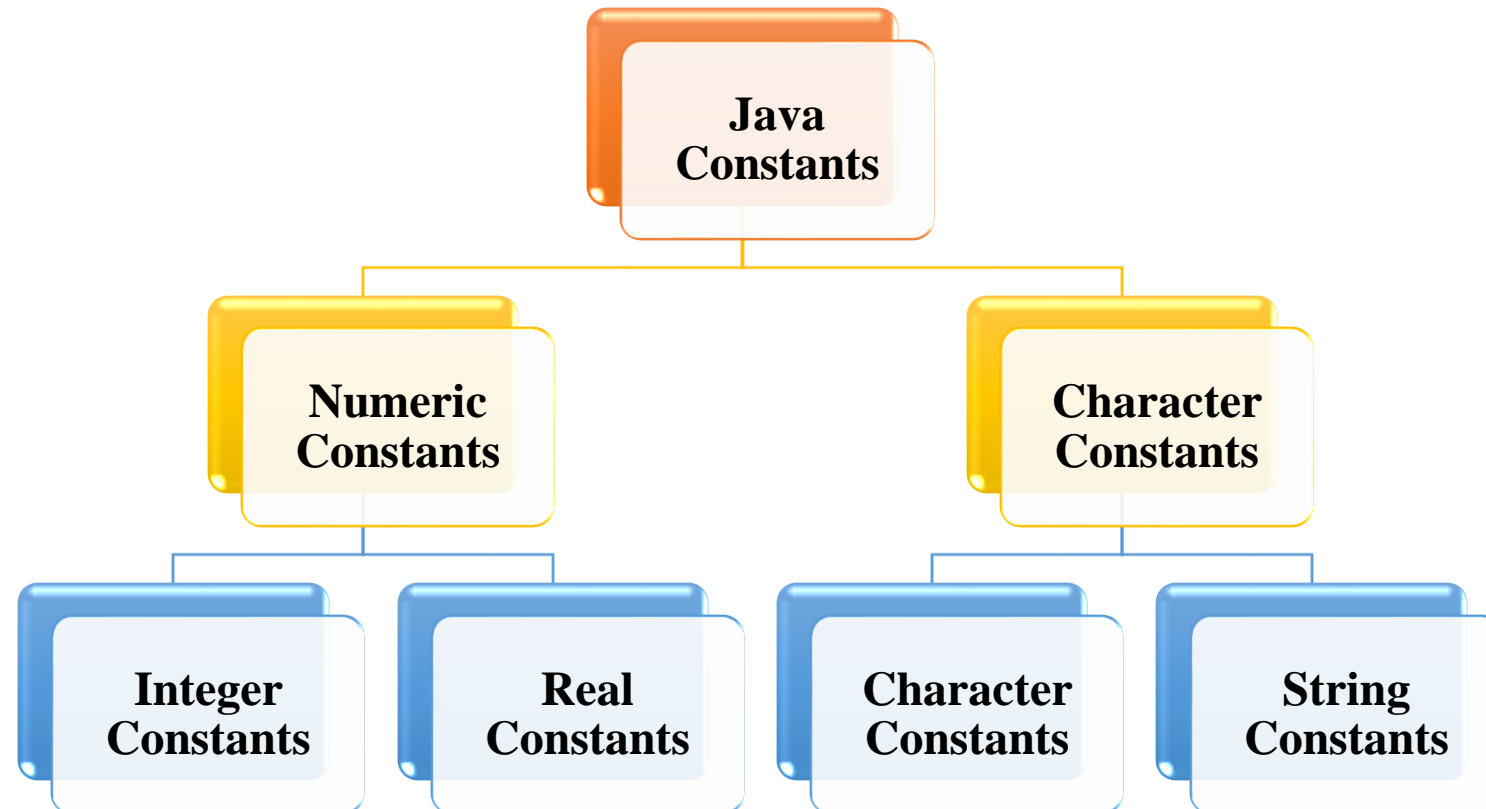 Java
Constants
Numeric
Constants
Character
Constants
Integer
Constants
Real
Constants
Character
Constants
String
Constants